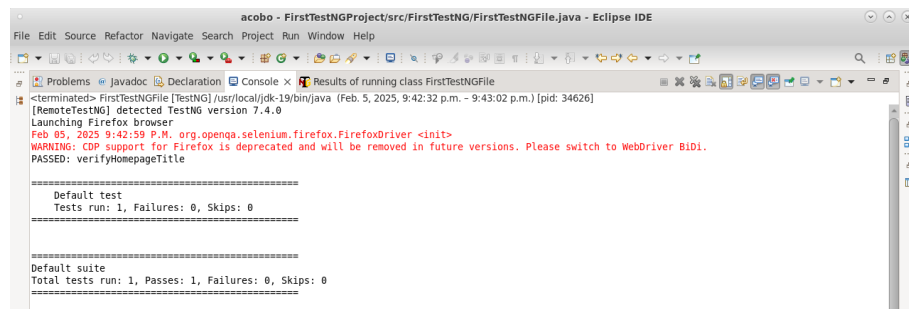 acobo - FirstTestNGProject/src/FirstTestNG/FirstTestNGFile.java - Eclipse IDE
File Edit Source Refactor Navigate Search Project Run Window Help
Problems Javadoc Declaration Console Results of running class FirstTestNGFile
<terminated> FirstTestNGFile [TestNG] /usr/local/jdk-19/bin/java (Feb. 5, 2025, 9:42:32 p.m. – 9:43:02 p.m.) [pid: 34626]
[RemoteTestNG] detected TestNG version 7.4.0
Launching Firefox browser
Feb 05, 2025 9:42:59 P.M. org.openqa.selenium.firefox.FirefoxDriver <init>
WARNING: CDP support for Firefox is deprecated and will be removed in future versions. Please switch to WebDriver BiDi.
PASSED: verifyHomepageTitle
===============================================
Default test
Tests run: 1, Failures: 0, Skips: 0
===============================================
===============================================
Default suite
Total tests run: 1, Passes: 1, Failures: 0, Skips: 0
===============================================